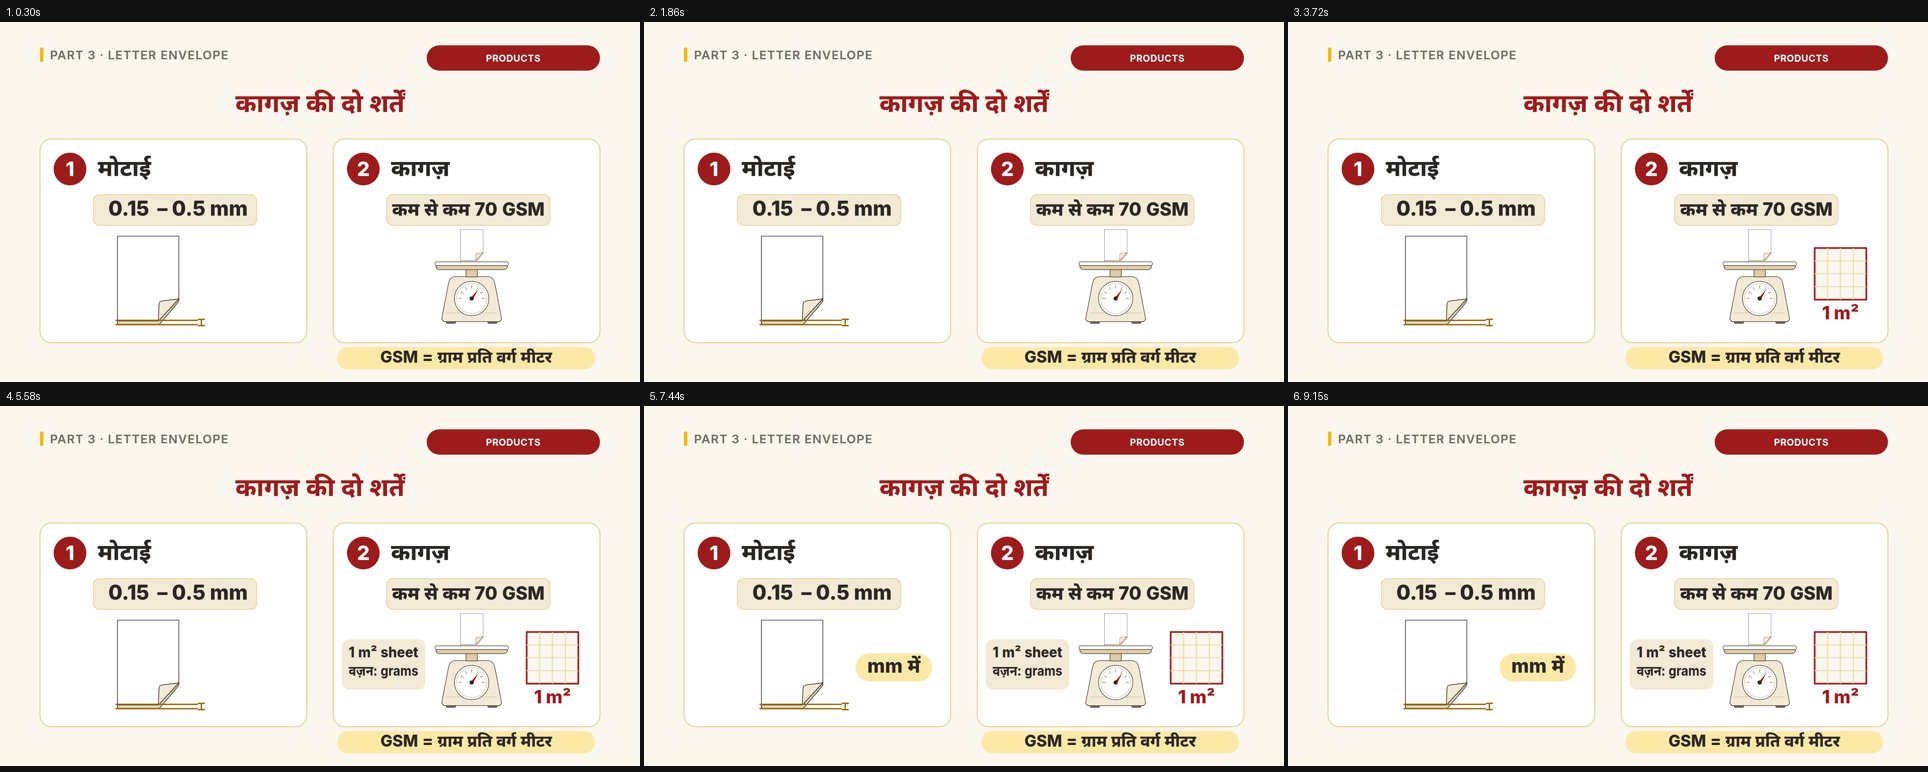 1. 0.30s
PART 3 · LETTER ENVELOPE
PRODUCTS
कागज़ की दो शर्तें
1 मोटाई
0.15 – 0.5 mm
2 कागज़
कम से कम 70 GSM
GSM = ग्राम प्रति वर्ग मीटर
2. 1.86s
PART 3 · LETTER ENVELOPE
PRODUCTS
कागज़ की दो शर्तें
1 मोटाई
0.15 – 0.5 mm
2 कागज़
कम से कम 70 GSM
GSM = ग्राम प्रति वर्ग मीटर
3. 3.72s
PART 3 · LETTER ENVELOPE
PRODUCTS
कागज़ की दो शर्तें
1 मोटाई
0.15 – 0.5 mm
2 कागज़
कम से कम 70 GSM
1 m²
GSM = ग्राम प्रति वर्ग मीटर
4. 5.58s
PART 3 · LETTER ENVELOPE
PRODUCTS
कागज़ की दो शर्तें
1 मोटाई
0.15 – 0.5 mm
2 कागज़
कम से कम 70 GSM
1 m² sheet
वज़न: grams
1 m²
GSM = ग्राम प्रति वर्ग मीटर
5. 7.44s
PART 3 · LETTER ENVELOPE
PRODUCTS
कागज़ की दो शर्तें
1 मोटाई
0.15 – 0.5 mm
mm में
2 कागज़
कम से कम 70 GSM
1 m² sheet
वज़न: grams
1 m²
GSM = ग्राम प्रति वर्ग मीटर
6. 9.15s
PART 3 · LETTER ENVELOPE
PRODUCTS
कागज़ की दो शर्तें
1 मोटाई
0.15 – 0.5 mm
mm में
2 कागज़
कम से कम 70 GSM
1 m² sheet
वज़न: grams
1 m²
GSM = ग्राम प्रति वर्ग मीटर